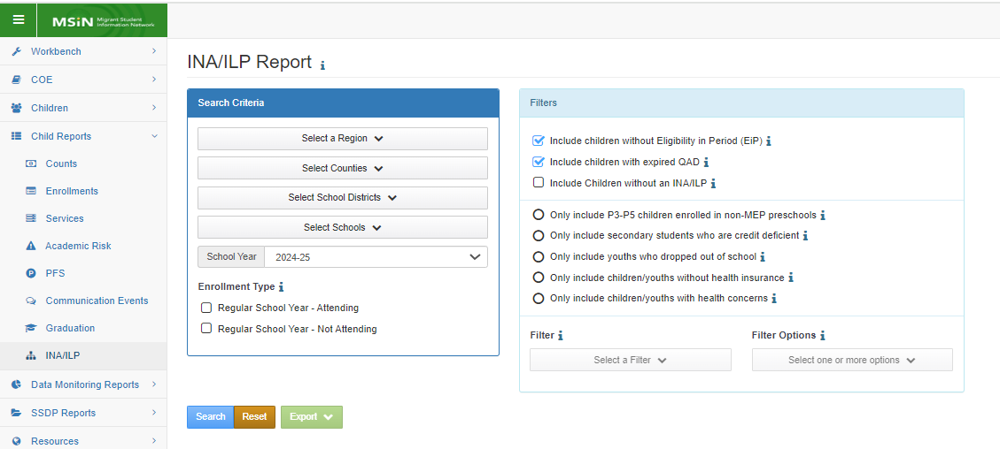 MSiN Migrant Student
Information Network
Workbench
COE
Children
Child Reports
Counts
Enrollments
Services
Academic Risk
PFS
Communication Events
Graduation
INA/ILP
Data Monitoring Reports
SSDP Reports
Resources
INA/ILP Report
Search Criteria
Select a Region
Select Counties
Select School Districts
Select Schools
School Year 2024-25
Enrollment Type
Regular School Year - Attending
Regular School Year - Not Attending
Filters
Include children without Eligibility in Period (EiP)
Include children with expired QAD
Include Children without an INA/ILP
Only include P3-P5 children enrolled in non-MEP preschools
Only include secondary students who are credit deficient
Only include youths who dropped out of school
Only include children/youths without health insurance
Only include children/youths with health concerns
Filter Filter Options
Select a Filter Select one or more options
Search Reset Export